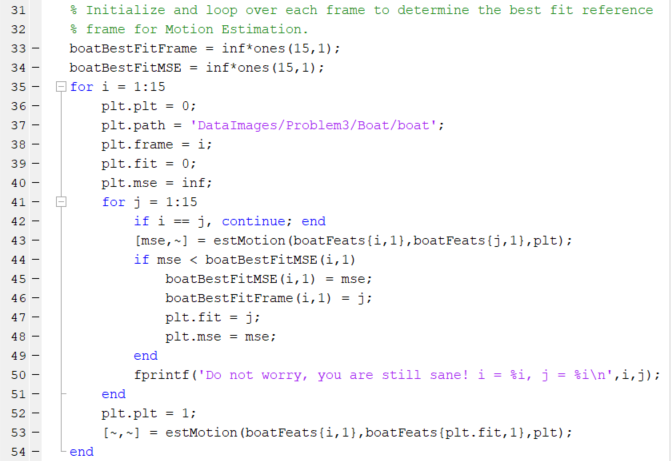 31 % Initialize and loop over each frame to determine the best fit reference
32 % frame for Motion Estimation.
33 – boatBestFitFrame = inf*ones(15,1);
34 – boatBestFitMSE = inf*ones(15,1);
35 – for i = 1:15
36 – plt.plt = 0;
37 – plt.path = 'DataImages/Problem3/Boat/boat';
38 – plt.frame = i;
39 – plt.fit = 0;
40 – plt.mse = inf;
41 – for j = 1:15
42 – if i == j, continue; end
43 – [mse,~] = estMotion(boatFeats{i,1},boatFeats{j,1},plt);
44 – if mse < boatBestFitMSE(i,1)
45 – boatBestFitMSE(i,1) = mse;
46 – boatBestFitFrame(i,1) = j;
47 – plt.fit = j;
48 – plt.mse = mse;
49 – end
50 – fprintf('Do not worry, you are still sane! i = %i, j = %i\n',i,j);
51 – end
52 – plt.plt = 1;
53 – [~,~] = estMotion(boatFeats{i,1},boatFeats{plt.fit,1},plt);
54 – end